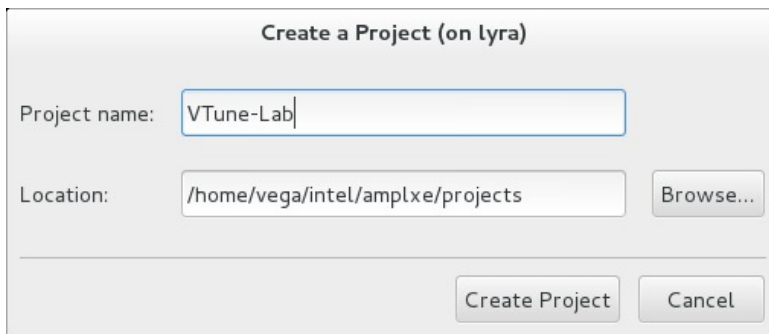 Create a Project (on lyra)
Project name: VTune-Lab
Location: /home/vega/intel/amplxe/projects Browse...
Create Project Cancel